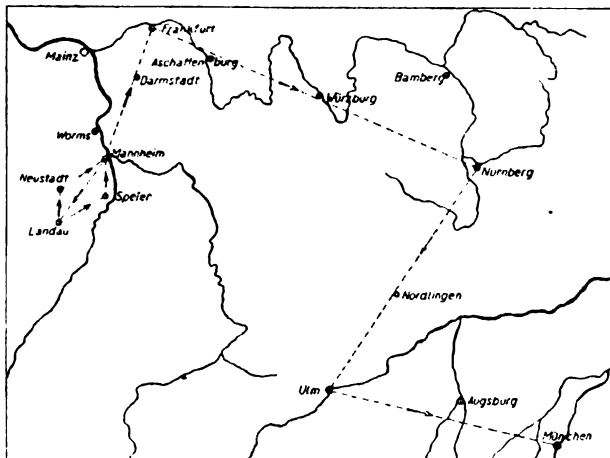 Frankfurt
Mainz
Aschaffenburg
Darmstadt
Bamberg
Würzburg
Worms
Mannheim
Nürnberg
Neustadt
Speier
Landau
Nördlingen
Ulm
Augsburg
München